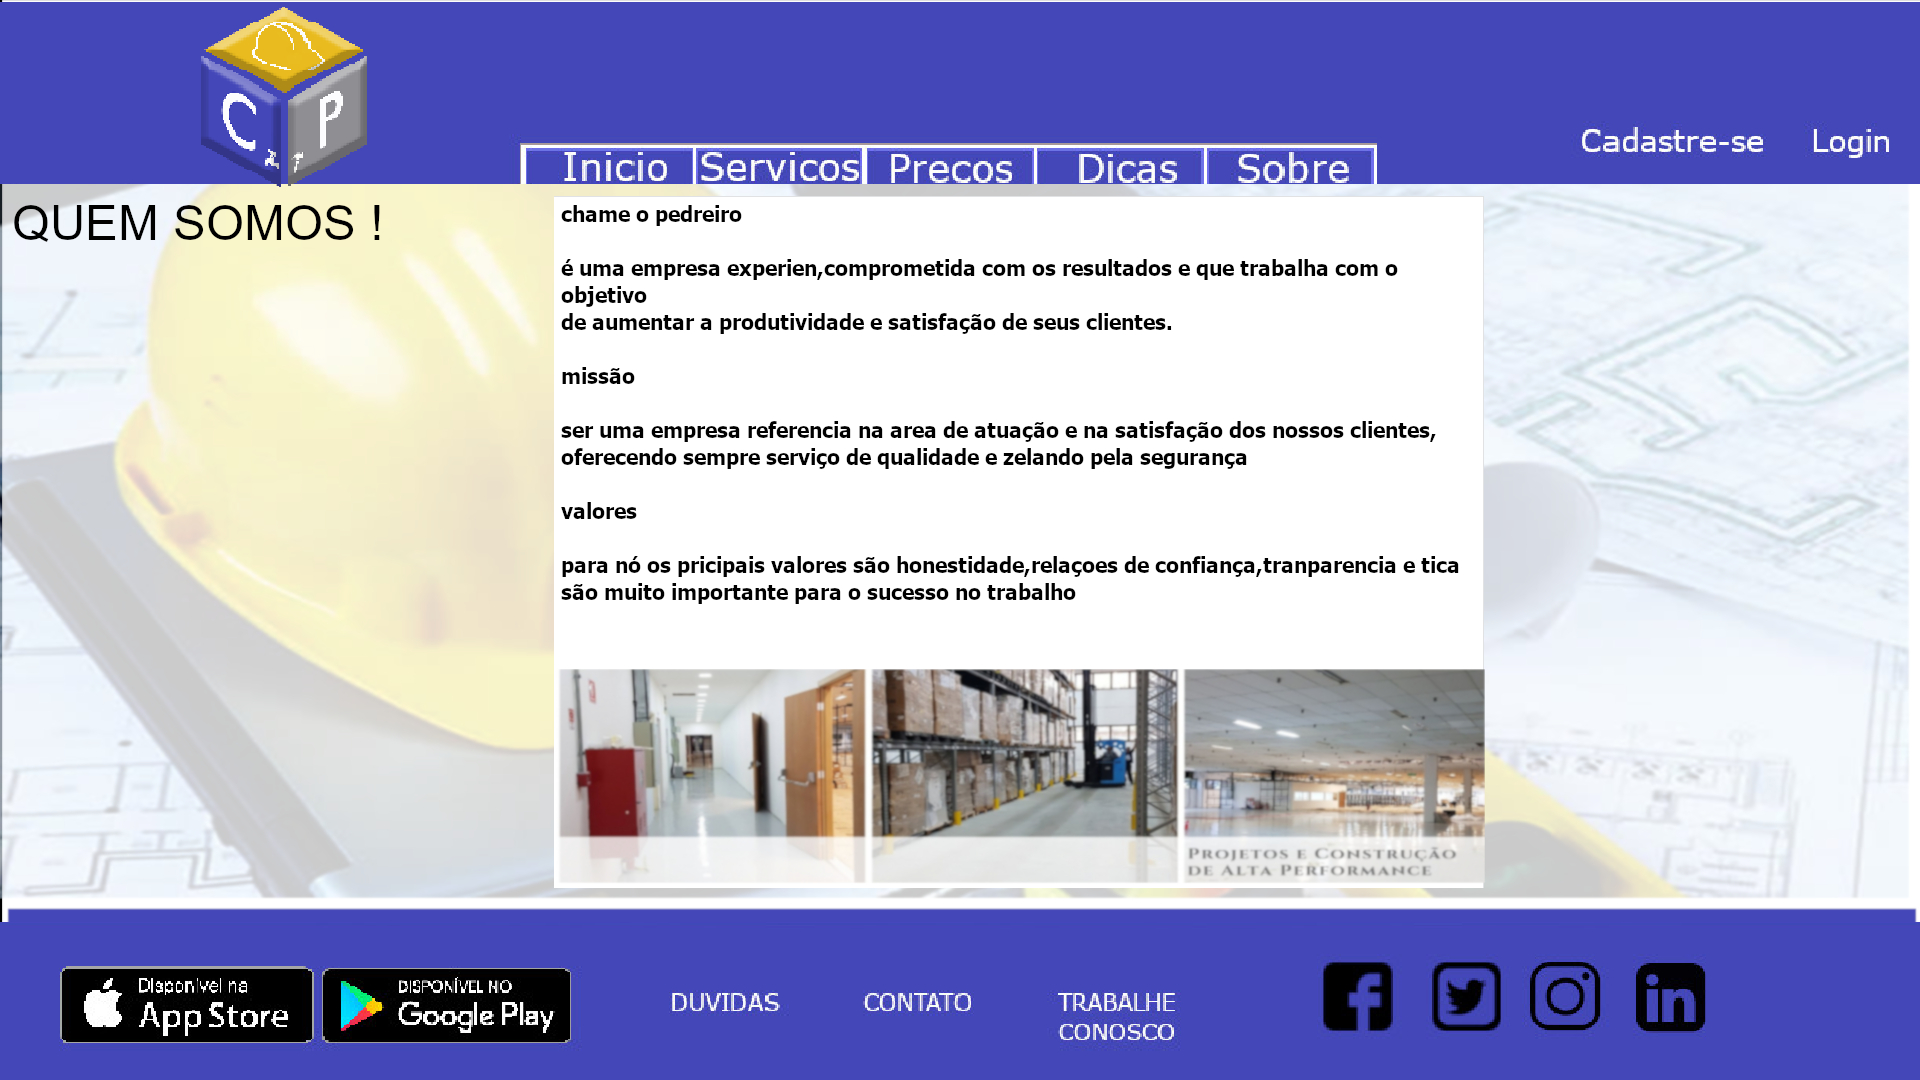 C P
Cadastre-se Login
Inicio Servicos Precos Dicas Sobre
QUEM SOMOS !
chame o pedreiro
é uma empresa experien,comprometida com os resultados e que trabalha com o
objetivo
de aumentar a produtividade e satisfação de seus clientes.
missão
ser uma empresa referencia na area de atuação e na satisfação dos nossos clientes,
oferecendo sempre serviço de qualidade e zelando pela segurança
valores
para nó os pricipais valores são honestidade,relaçoes de confiança,tranparencia e tica
são muito importante para o sucesso no trabalho
PROJETOS E CONSTRUÇÃO
DE ALTA PERFORMANCE
Disponível na
App Store
DISPONÍVEL NO
Google Play
DUVIDAS CONTATO TRABALHE
CONOSCO